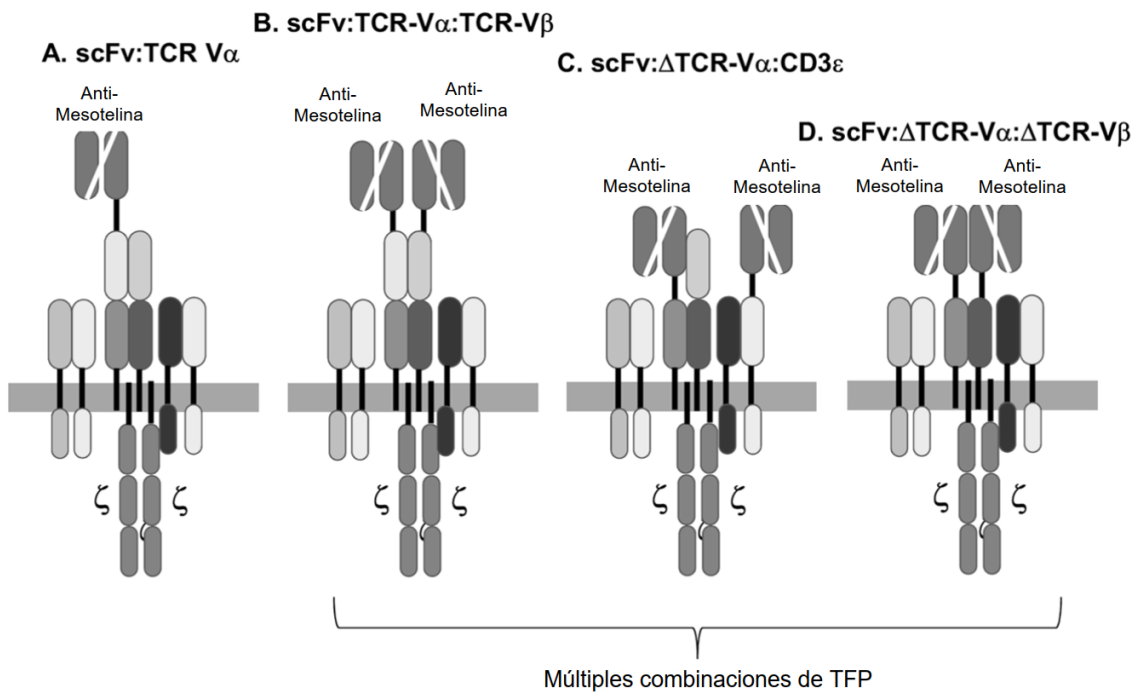 A. scFv:TCR Vα
Anti-
Mesotelina
B. scFv:TCR-Vα:TCR-Vβ
Anti-
Mesotelina
Anti-
Mesotelina
C. scFv:ΔTCR-Vα:CD3ε
Anti-
Mesotelina
Anti-
Mesotelina
D. scFv:ΔTCR-Vα:ΔTCR-Vβ
Anti-
Mesotelina
Anti-
Mesotelina
ζ ζ
ζ ζ
ζ ζ
ζ ζ
Múltiples combinaciones de TFP